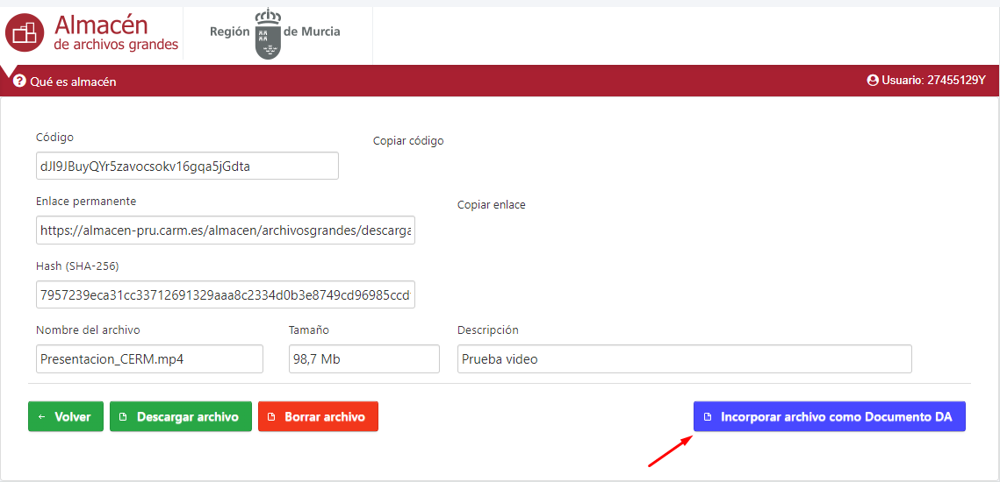 Almacén
de archivos grandes
Región de Murcia
Qué es almacén
Usuario: 27455129Y
Código
Copiar código
dJI9JBuyQYr5zavocsokv16gqa5jGdta
Enlace permanente
Copiar enlace
https://almacen-pru.carm.es/almacen/archivosgrandes/descarga
Hash (SHA-256)
7957239eca31cc33712691329aaa8c2334d0b3e8749cd96985ccd
Nombre del archivo
Tamaño
Descripción
Presentacion_CERM.mp4
98,7 Mb
Prueba video
Volver
Descargar archivo
Borrar archivo
Incorporar archivo como Documento DA